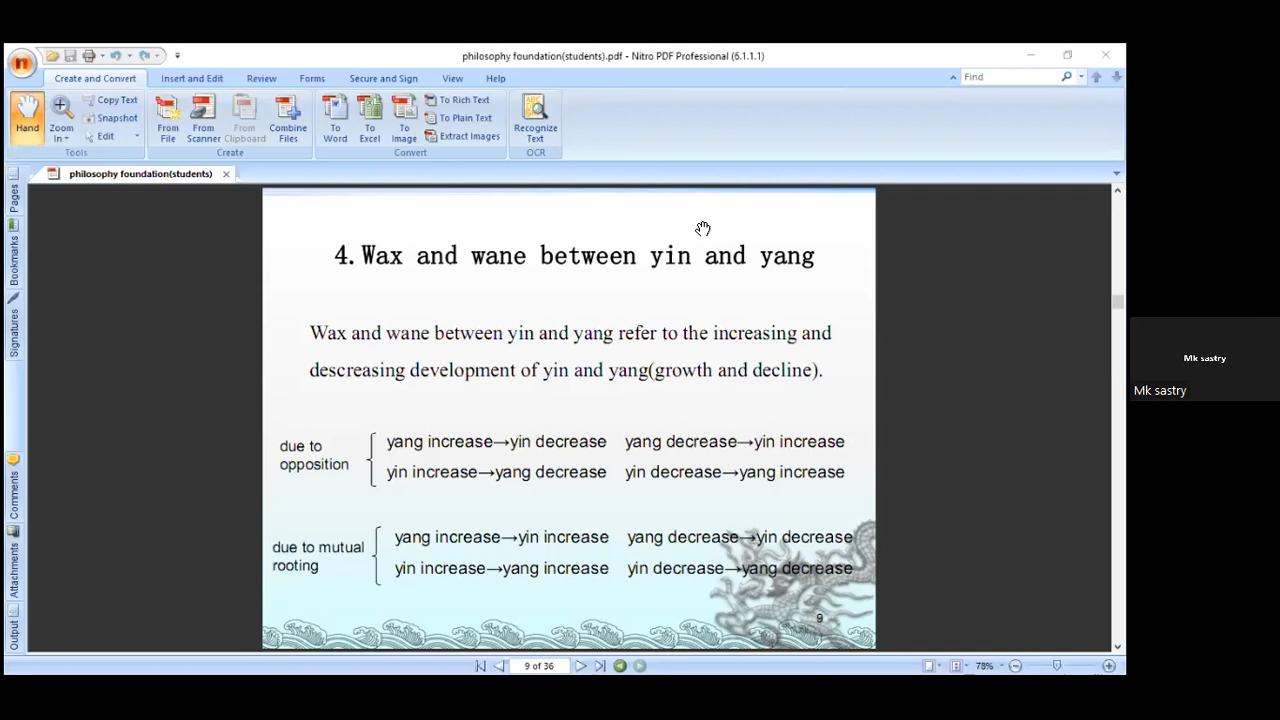 philosophy foundation(students).pdf - Nitro PDF Professional (6.1.1.1)
Create and Convert Insert and Edit Review Forms Secure and Sign View Help Find
Hand
Zoom In
Copy Text
Snapshot
Edit
Tools
From File
From Scanner
From Clipboard
Combine Files
Create
To Word
To Excel
To Image
To Rich Text
To Plain Text
Extract Images
Convert
ABC
Recognize Text
OCR
philosophy foundation(students)
Pages
Bookmarks
Signatures
Comments
Attachments
Output
4.Wax and wane between yin and yang
Wax and wane between yin and yang refer to the increasing and
descreasing development of yin and yang(growth and decline).
due to opposition
yang increase→yin decrease yang decrease→yin increase
yin increase→yang decrease yin decrease→yang increase
due to mutual rooting
yang increase→yin increase yang decrease→yin decrease
yin increase→yang increase yin decrease→yang decrease
9
9 of 36
78%
Mk sastry
Mk sastry